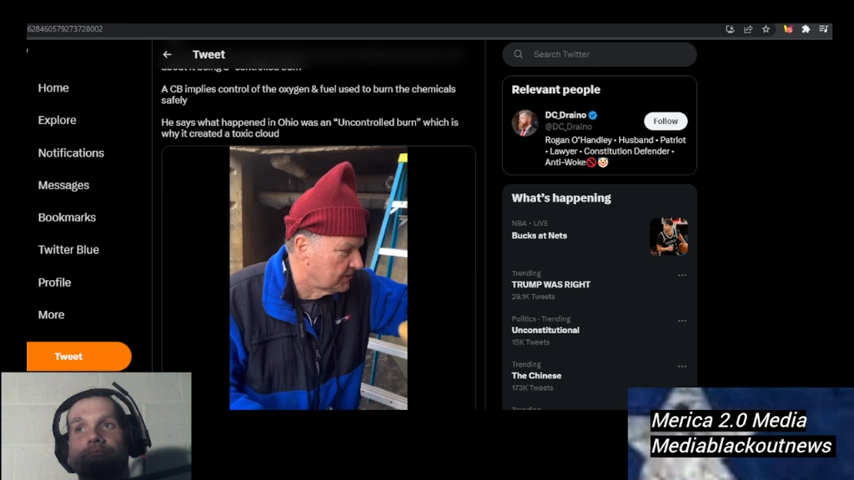 628460579273728002
Tweet
Search Twitter
A CB implies control of the oxygen & fuel used to burn the chemicals
safely
He says what happened in Ohio was an “Uncontrolled burn” which is
why it created a toxic cloud
Home
Explore
Notifications
Messages
Bookmarks
Twitter Blue
Profile
More
Tweet
Relevant people
DC_Draino
@DC_Draino
Follow
Rogan O’Handley • Husband • Patriot
• Lawyer • Constitution Defender •
Anti-Woke
What’s happening
NBA · LIVE
Bucks at Nets
Trending
TRUMP WAS RIGHT
29.1K Tweets
Politics · Trending
Unconstitutional
15K Tweets
Trending
The Chinese
173K Tweets
Merica 2.0 Media
Mediablackoutnews